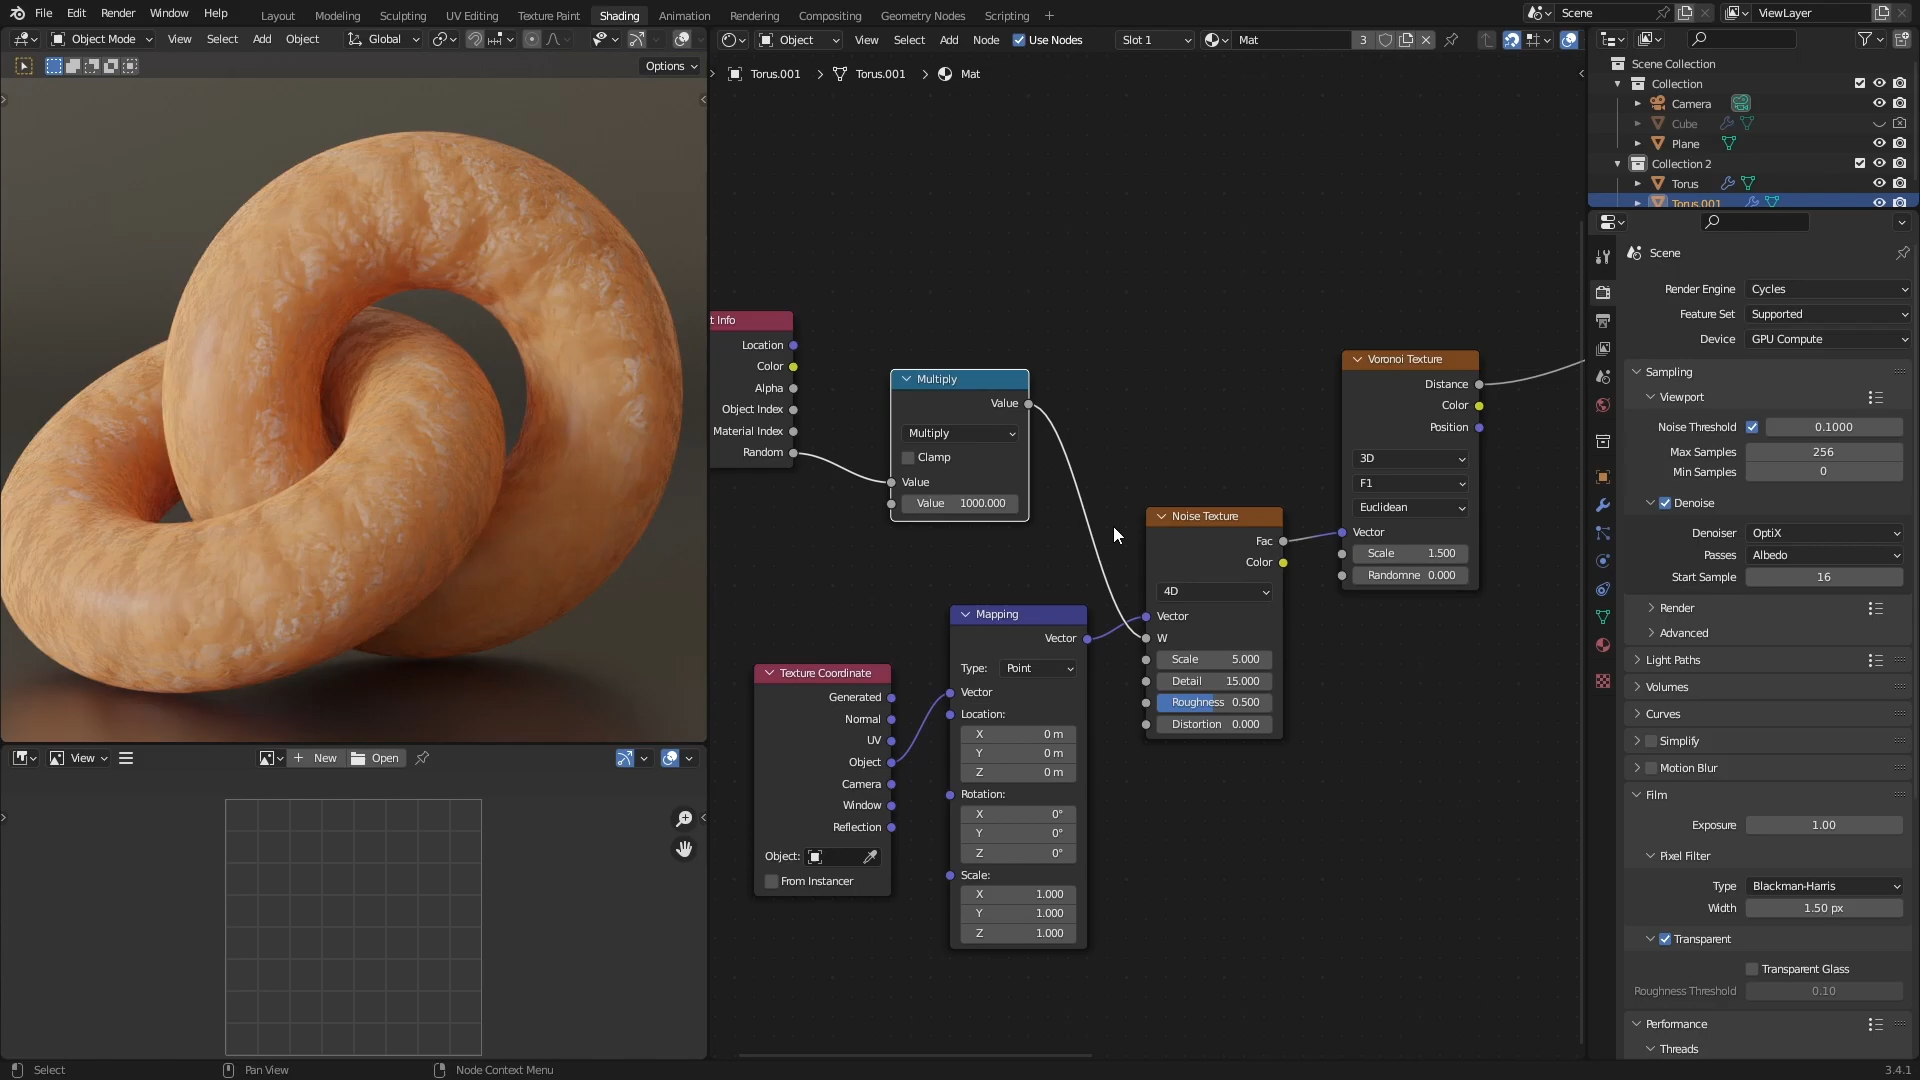 File Edit Render Window Help Layout Modeling Sculpting UV Editing Texture Paint Shading Animation Rendering Compositing Geometry Nodes Scripting + Scene ViewLayer
Object Mode View Select Add Object Global
Options
Object View Select Add Node Use Nodes Slot 1 Mat 3
Torus.001 > Torus.001 > Mat
t Info
Location
Color
Alpha
Object Index
Material Index
Random
Multiply
Value
Multiply
Clamp
Value
Value 1000.000
Texture Coordinate
Generated
Normal
UV
Object
Camera
Window
Reflection
Object:
From Instancer
Mapping
Vector
Type: Point
Vector
Location:
X 0 m
Y 0 m
Z 0 m
Rotation:
X 0°
Y 0°
Z 0°
Scale:
X 1.000
Y 1.000
Z 1.000
Noise Texture
Fac
Color
4D
Vector
W
Scale 5.000
Detail 15.000
Roughness 0.500
Distortion 0.000
Voronoi Texture
Distance
Color
Position
3D
F1
Euclidean
Vector
Scale 1.500
Randomne 0.000
Scene Collection
Collection
Camera
Cube
Plane
Collection 2
Torus
Torus.001
Scene
Render Engine Cycles
Feature Set Supported
Device GPU Compute
Sampling
Viewport
Noise Threshold 0.1000
Max Samples 256
Min Samples 0
Denoise
Denoiser OptiX
Passes Albedo
Start Sample 16
Render
Advanced
Light Paths
Volumes
Curves
Simplify
Motion Blur
Film
Exposure 1.00
Pixel Filter
Type Blackman-Harris
Width 1.50 px
Transparent
Transparent Glass
Roughness Threshold 0.10
Performance
Threads
View New Open
Select Pan View Node Context Menu 3.4.1